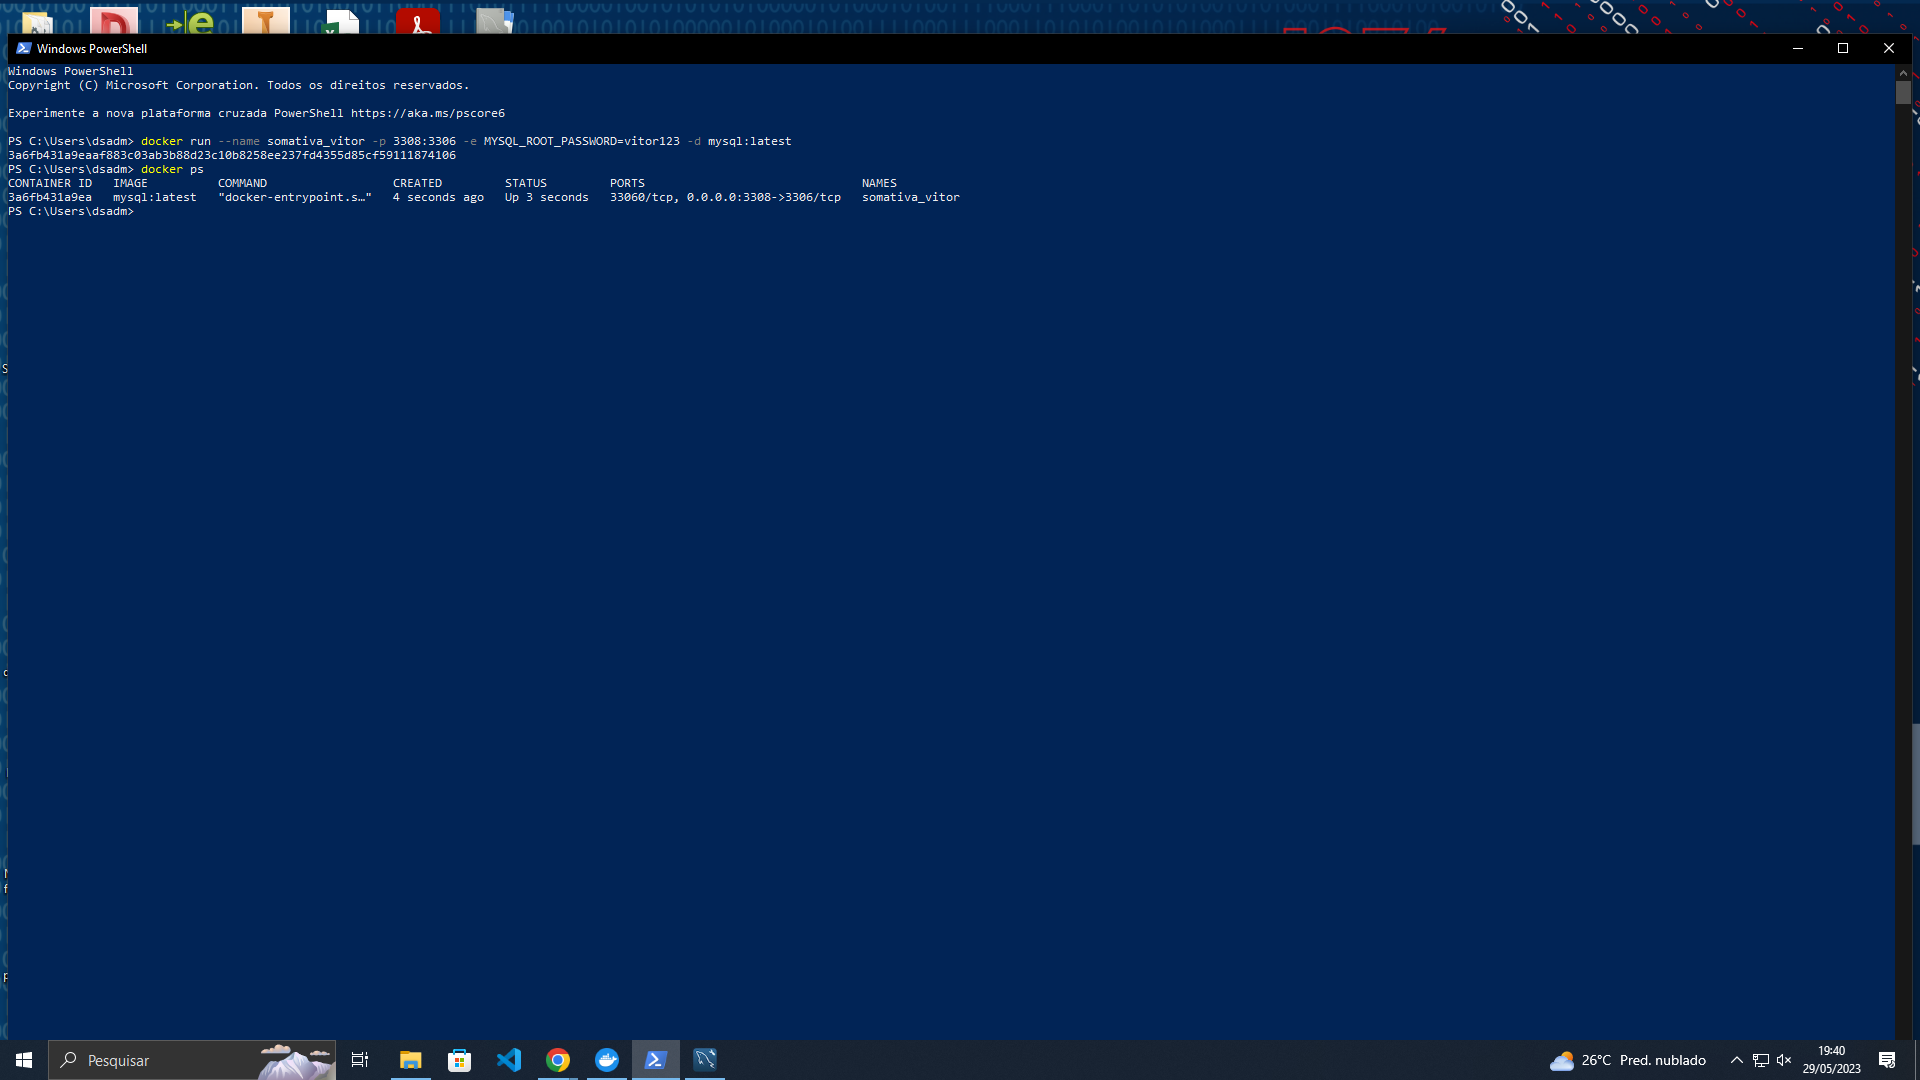 Windows PowerShell
Windows PowerShell
Copyright (C) Microsoft Corporation. Todos os direitos reservados.
Experimente a nova plataforma cruzada PowerShell https://aka.ms/pscore6
PS C:\Users\dsadm> docker run --name somativa_vitor -p 3308:3306 -e MYSQL_ROOT_PASSWORD=vitor123 -d mysql:latest
3a6fb431a9eaaf883c03ab3b88d23c10b8258ee237fd4355d85cf59111874106
PS C:\Users\dsadm> docker ps
CONTAINER ID   IMAGE          COMMAND                  CREATED         STATUS         PORTS                               NAMES
3a6fb431a9ea   mysql:latest   "docker-entrypoint.s…"   4 seconds ago   Up 3 seconds   33060/tcp, 0.0.0.0:3308->3306/tcp   somativa_vitor
PS C:\Users\dsadm>
Pesquisar
26°C Pred. nublado
19:40
29/05/2023